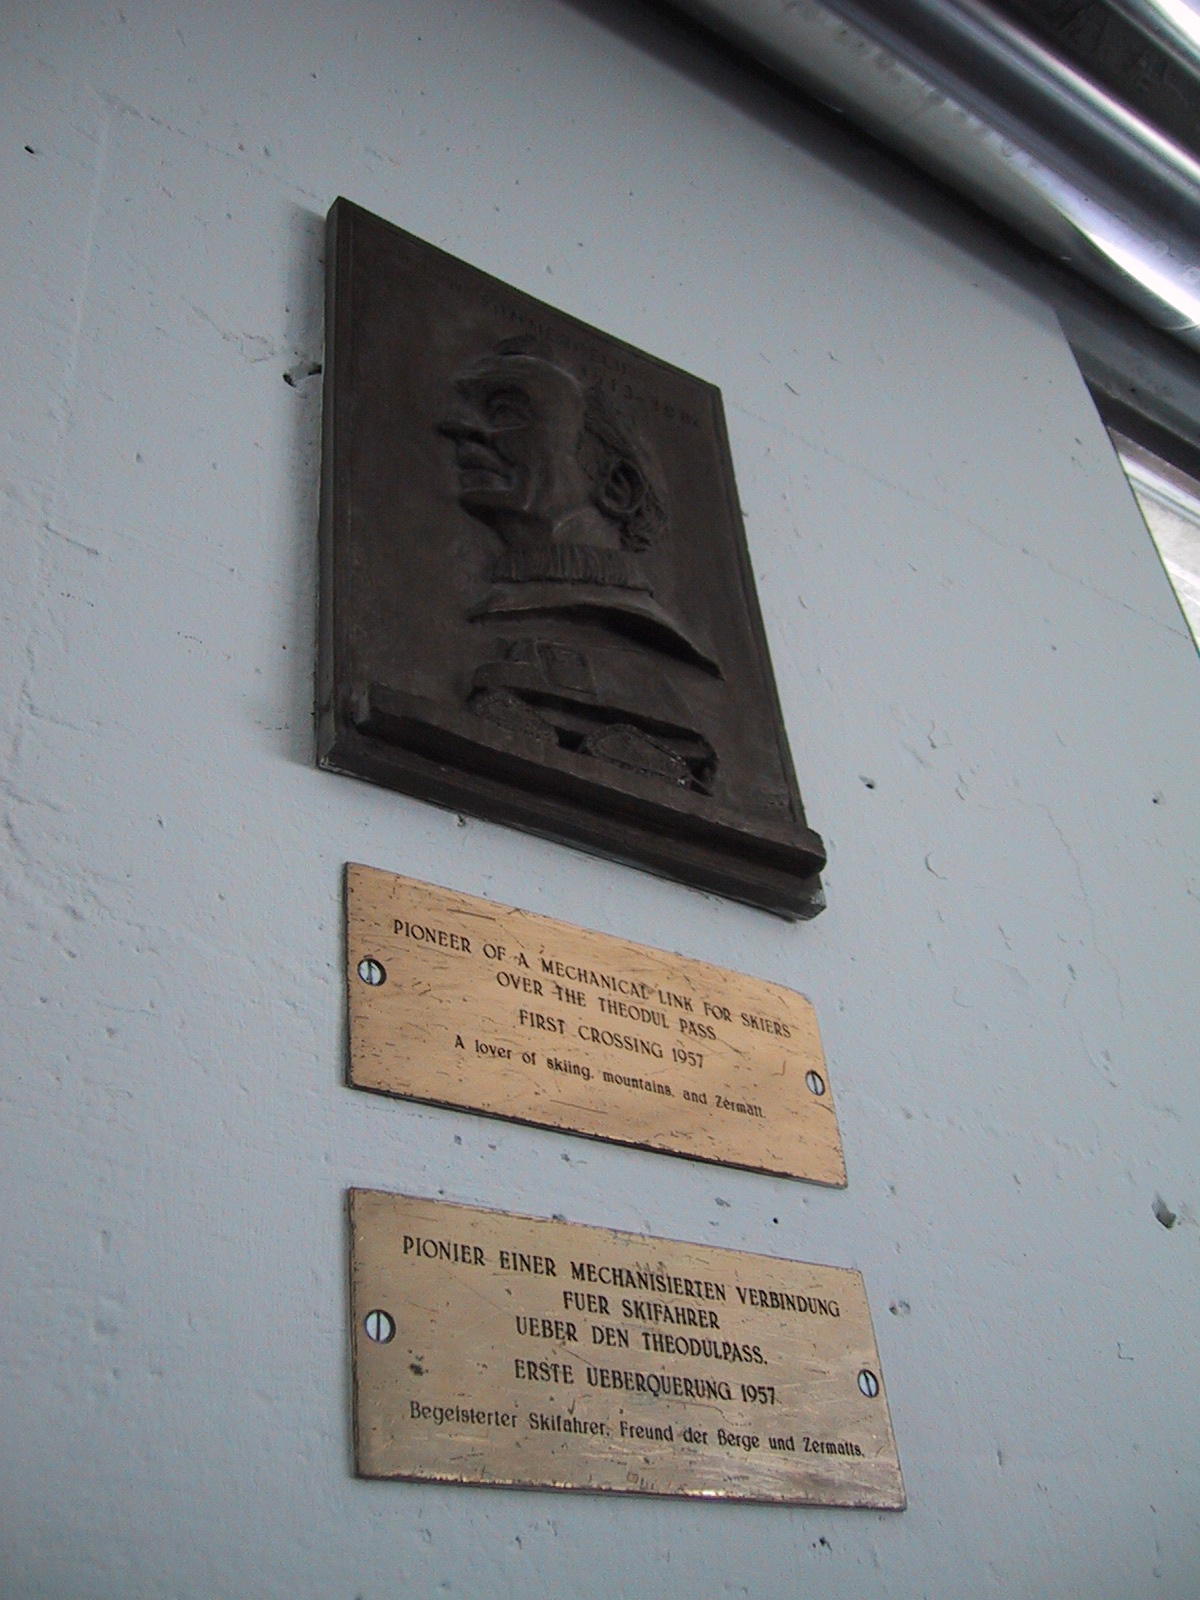 PIONEER OF A MECHANICAL LINK FOR SKIERS
OVER THE THEODUL PASS
FIRST CROSSING 1957
A lover of skiing, mountains, and Zermatt.
PIONIER EINER MECHANISIERTEN VERBINDUNG
FUER SKIFAHRER
UEBER DEN THEODULPASS.
ERSTE UEBERQUERUNG 1957
Begeisterter Skifahrer, Freund der Berge und Zermatts.